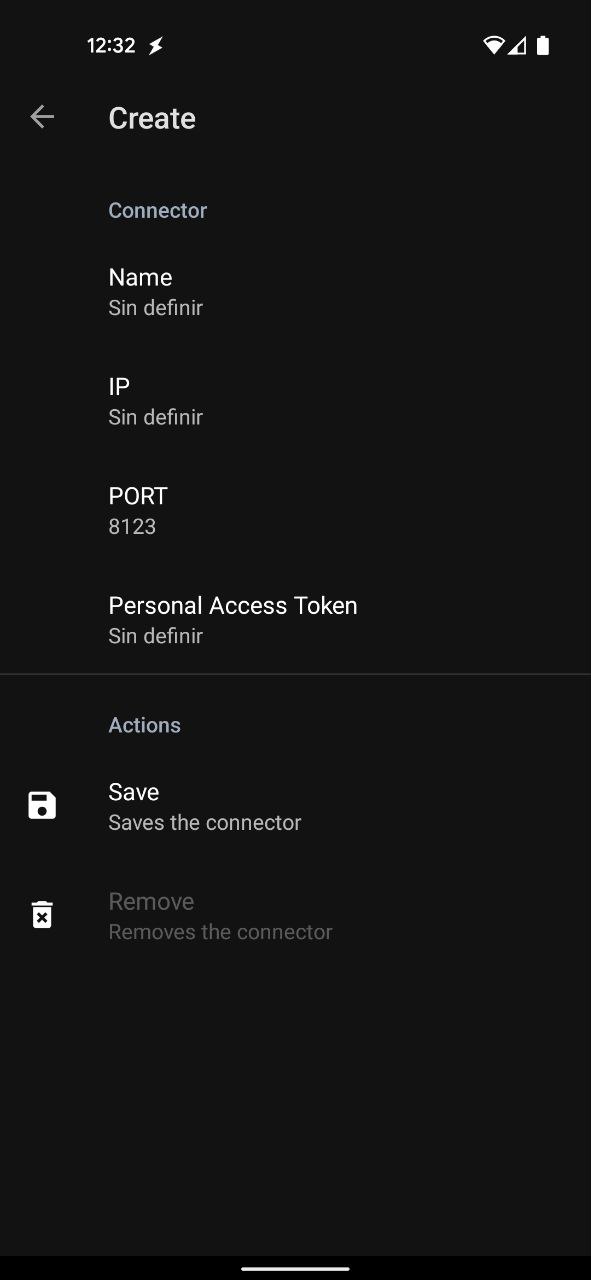 12:32
Create
Connector
Name
Sin definir
IP
Sin definir
PORT
8123
Personal Access Token
Sin definir
Actions
Save
Saves the connector
Remove
Removes the connector